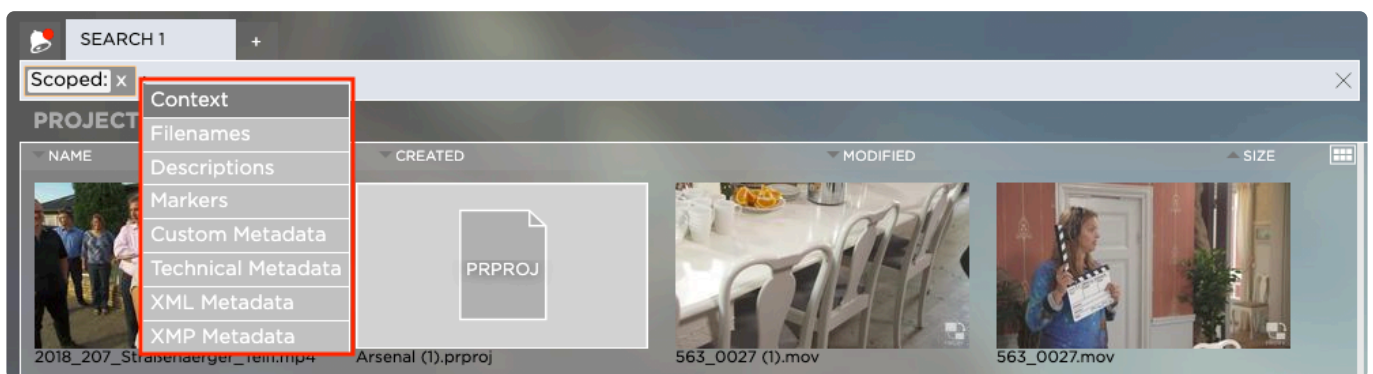 SEARCH 1 +
Scoped: x
Context
PROJECT
Filenames
NAME CREATED MODIFIED SIZE
Descriptions
Markers
Custom Metadata
Technical Metadata
XML Metadata
XMP Metadata
PRPROJ
Arsenal (1).prproj 563_0027 (1).mov 563_0027.mov